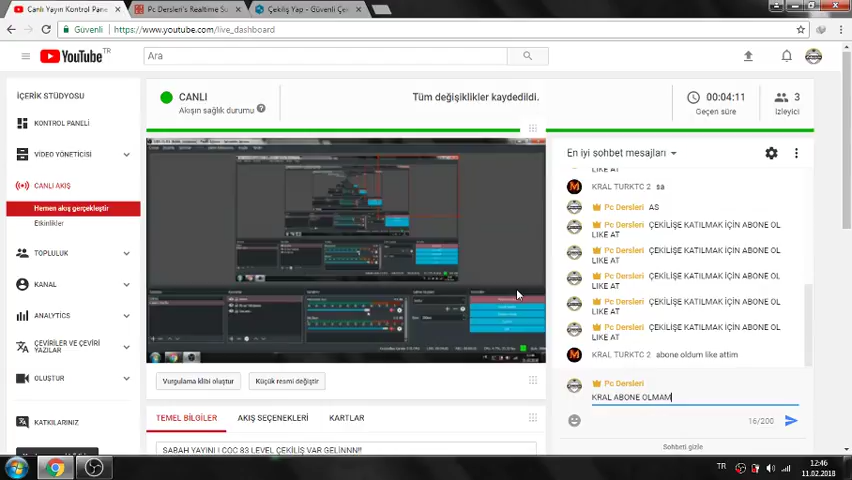 Canlı Yayın Kontrol Pane
Pc Dersleri's Realtime Su
Çekiliş Yap - Güvenli Çe
Güvenli
https://www.youtube.com/live_dashboard
YouTube TR
Ara
İÇERİK STÜDYOSU
KONTROL PANELİ
VİDEO YÖNETİCİSİ
CANLI AKIŞ
Hemen akış gerçekleştir
Etkinlikler
TOPLULUK
KANAL
ANALYTICS
ÇEVİRİLER VE ÇEVRİ
YAZILAR
OLUŞTUR
KATKILARINIZ
CANLI
Akışın sağlık durumu
Tüm değişiklikler kaydedildi.
00:04:11
Geçen süre
3
İzleyici
Vurgulama klibi oluştur
Küçük resmi değiştir
TEMEL BİLGİLER
AKIŞ SEÇENEKLERİ
KARTLAR
SABAH YAYINI ! COC 83 LEVEL ÇEKİLİŞ VAR GELİNNN!!
En iyi sohbet mesajları
LIKE AT
KRAL TURKTC 2 sa
Pc Dersleri AS
Pc Dersleri ÇEKİLİŞE KATILMAK İÇİN ABONE OL
LIKE AT
Pc Dersleri ÇEKİLİŞE KATILMAK İÇİN ABONE OL
LIKE AT
Pc Dersleri ÇEKİLİŞE KATILMAK İÇİN ABONE OL
LIKE AT
Pc Dersleri ÇEKİLİŞE KATILMAK İÇİN ABONE OL
LIKE AT
Pc Dersleri ÇEKİLİŞE KATILMAK İÇİN ABONE OL
LIKE AT
KRAL TURKTC 2 abone oldum like attim
Pc Dersleri
KRAL ABONE OLMAM
16/200
Sohbeti gizle
TR
12:46
11.02.2018